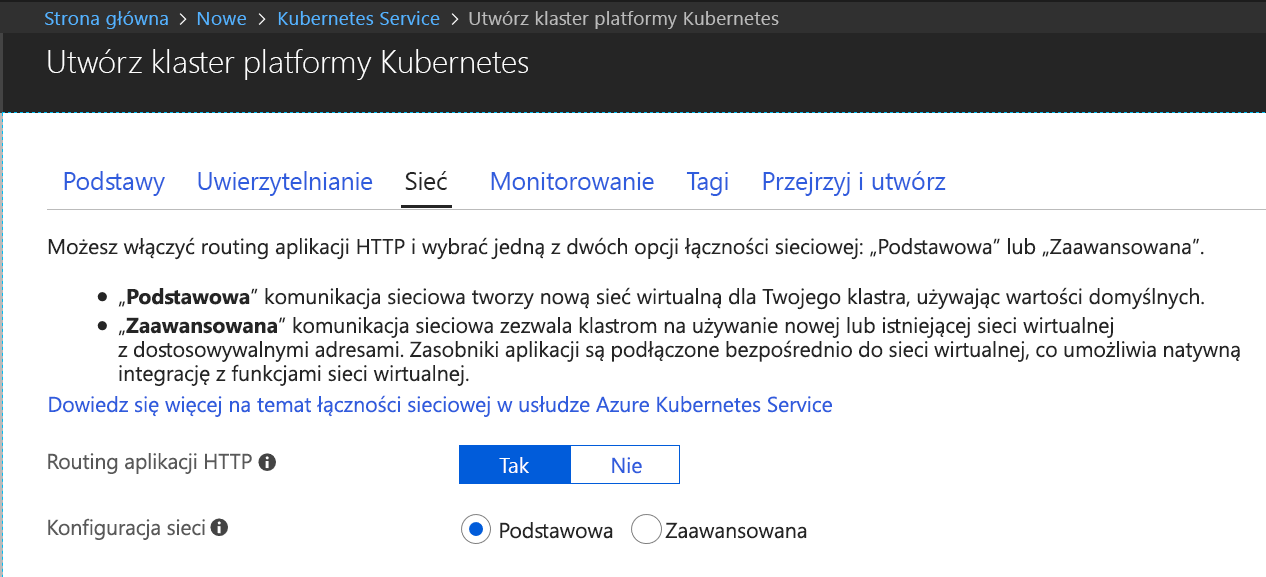 Strona główna > Nowe > Kubernetes Service > Utwórz klaster platformy Kubernetes
Utwórz klaster platformy Kubernetes
Podstawy Uwierzytelnianie Sieć Monitorowanie Tagi Przejrzyj i utwórz
Możesz włączyć routing aplikacji HTTP i wybrać jedną z dwóch opcji łączności sieciowej: „Podstawowa” lub „Zaawansowana”.
• „Podstawowa” komunikacja sieciowa tworzy nową sieć wirtualną dla Twojego klastra, używając wartości domyślnych.
• „Zaawansowana” komunikacja sieciowa zezwala klastrom na używanie nowej lub istniejącej sieci wirtualnej
z dostosowywalnymi adresami. Zasobniki aplikacji są podłączone bezpośrednio do sieci wirtualnej, co umożliwia natywną
integrację z funkcjami sieci wirtualnej.
Dowiedz się więcej na temat łączności sieciowej w usłudze Azure Kubernetes Service
Routing aplikacji HTTP Tak Nie
Konfiguracja sieci Podstawowa Zaawansowana